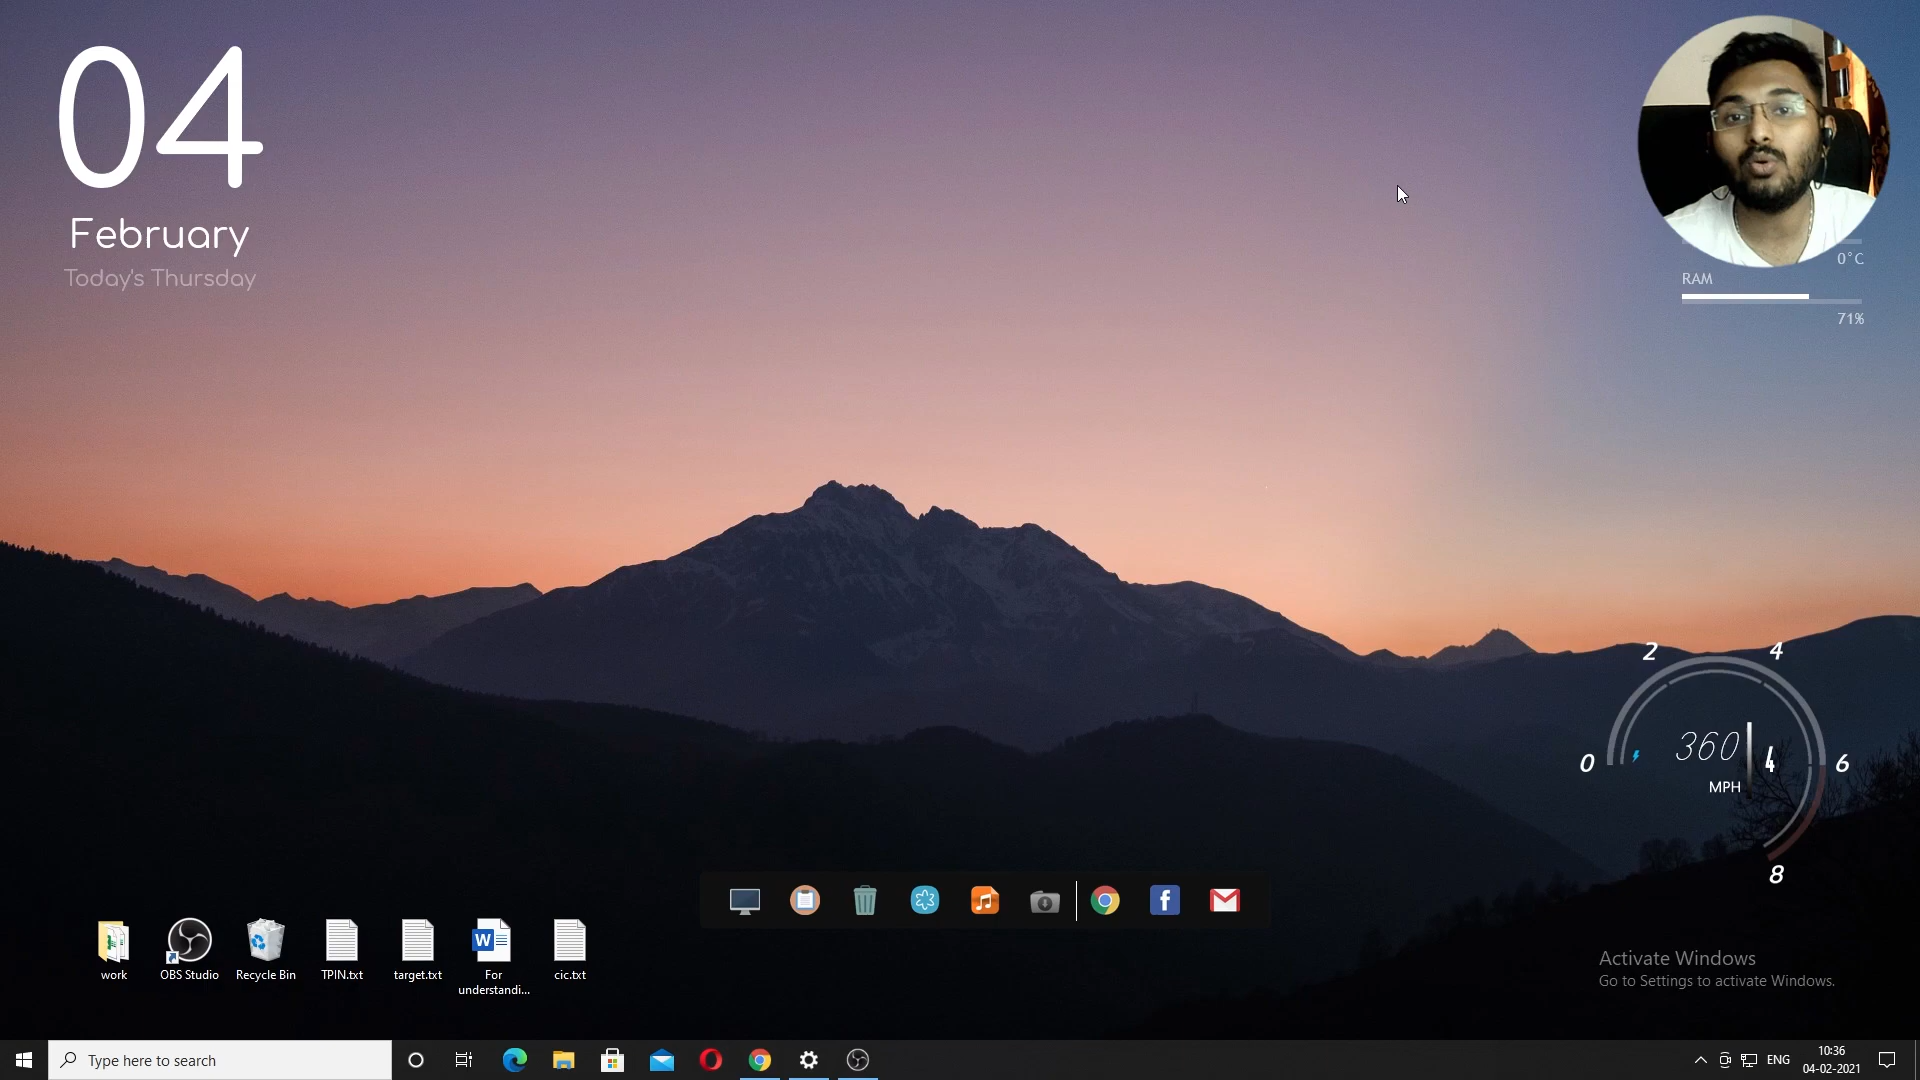 04
February
Today's Thursday
0°C
RAM
71%
2
4
0
360
4
6
MPH
8
work
OBS Studio
Recycle Bin
TPIN.txt
target.txt
For
understandi...
cic.txt
Activate Windows
Go to Settings to activate Windows.
Type here to search
ENG
10:36
04-02-2021